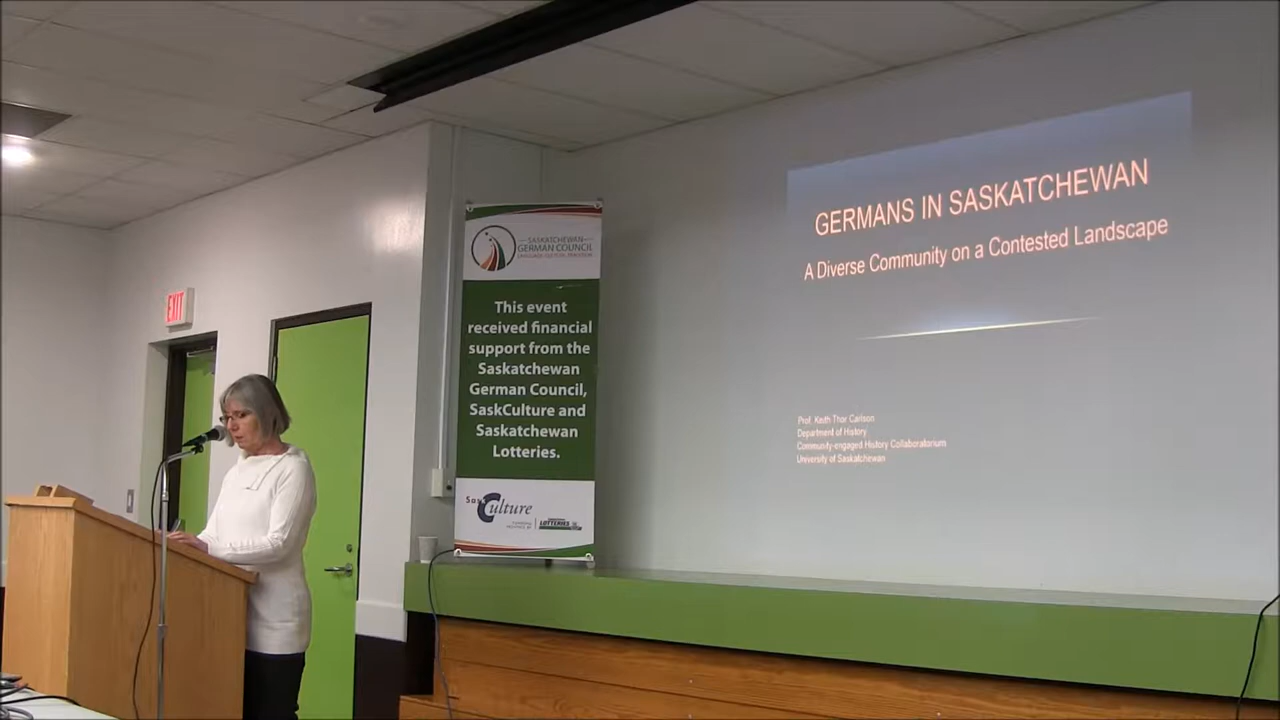 EXIT
SASKATCHEWAN
GERMAN COUNCIL
This event
received financial
support from the
Saskatchewan
German Council,
SaskCulture and
Saskatchewan
Lotteries.
SaskCulture
LOTTERIES
GERMANS IN SASKATCHEWAN
A Diverse Community on a Contested Landscape
Prof. Keith Thor Carlson
Department of History
Community-engaged History Collaboratorium
University of Saskatchewan